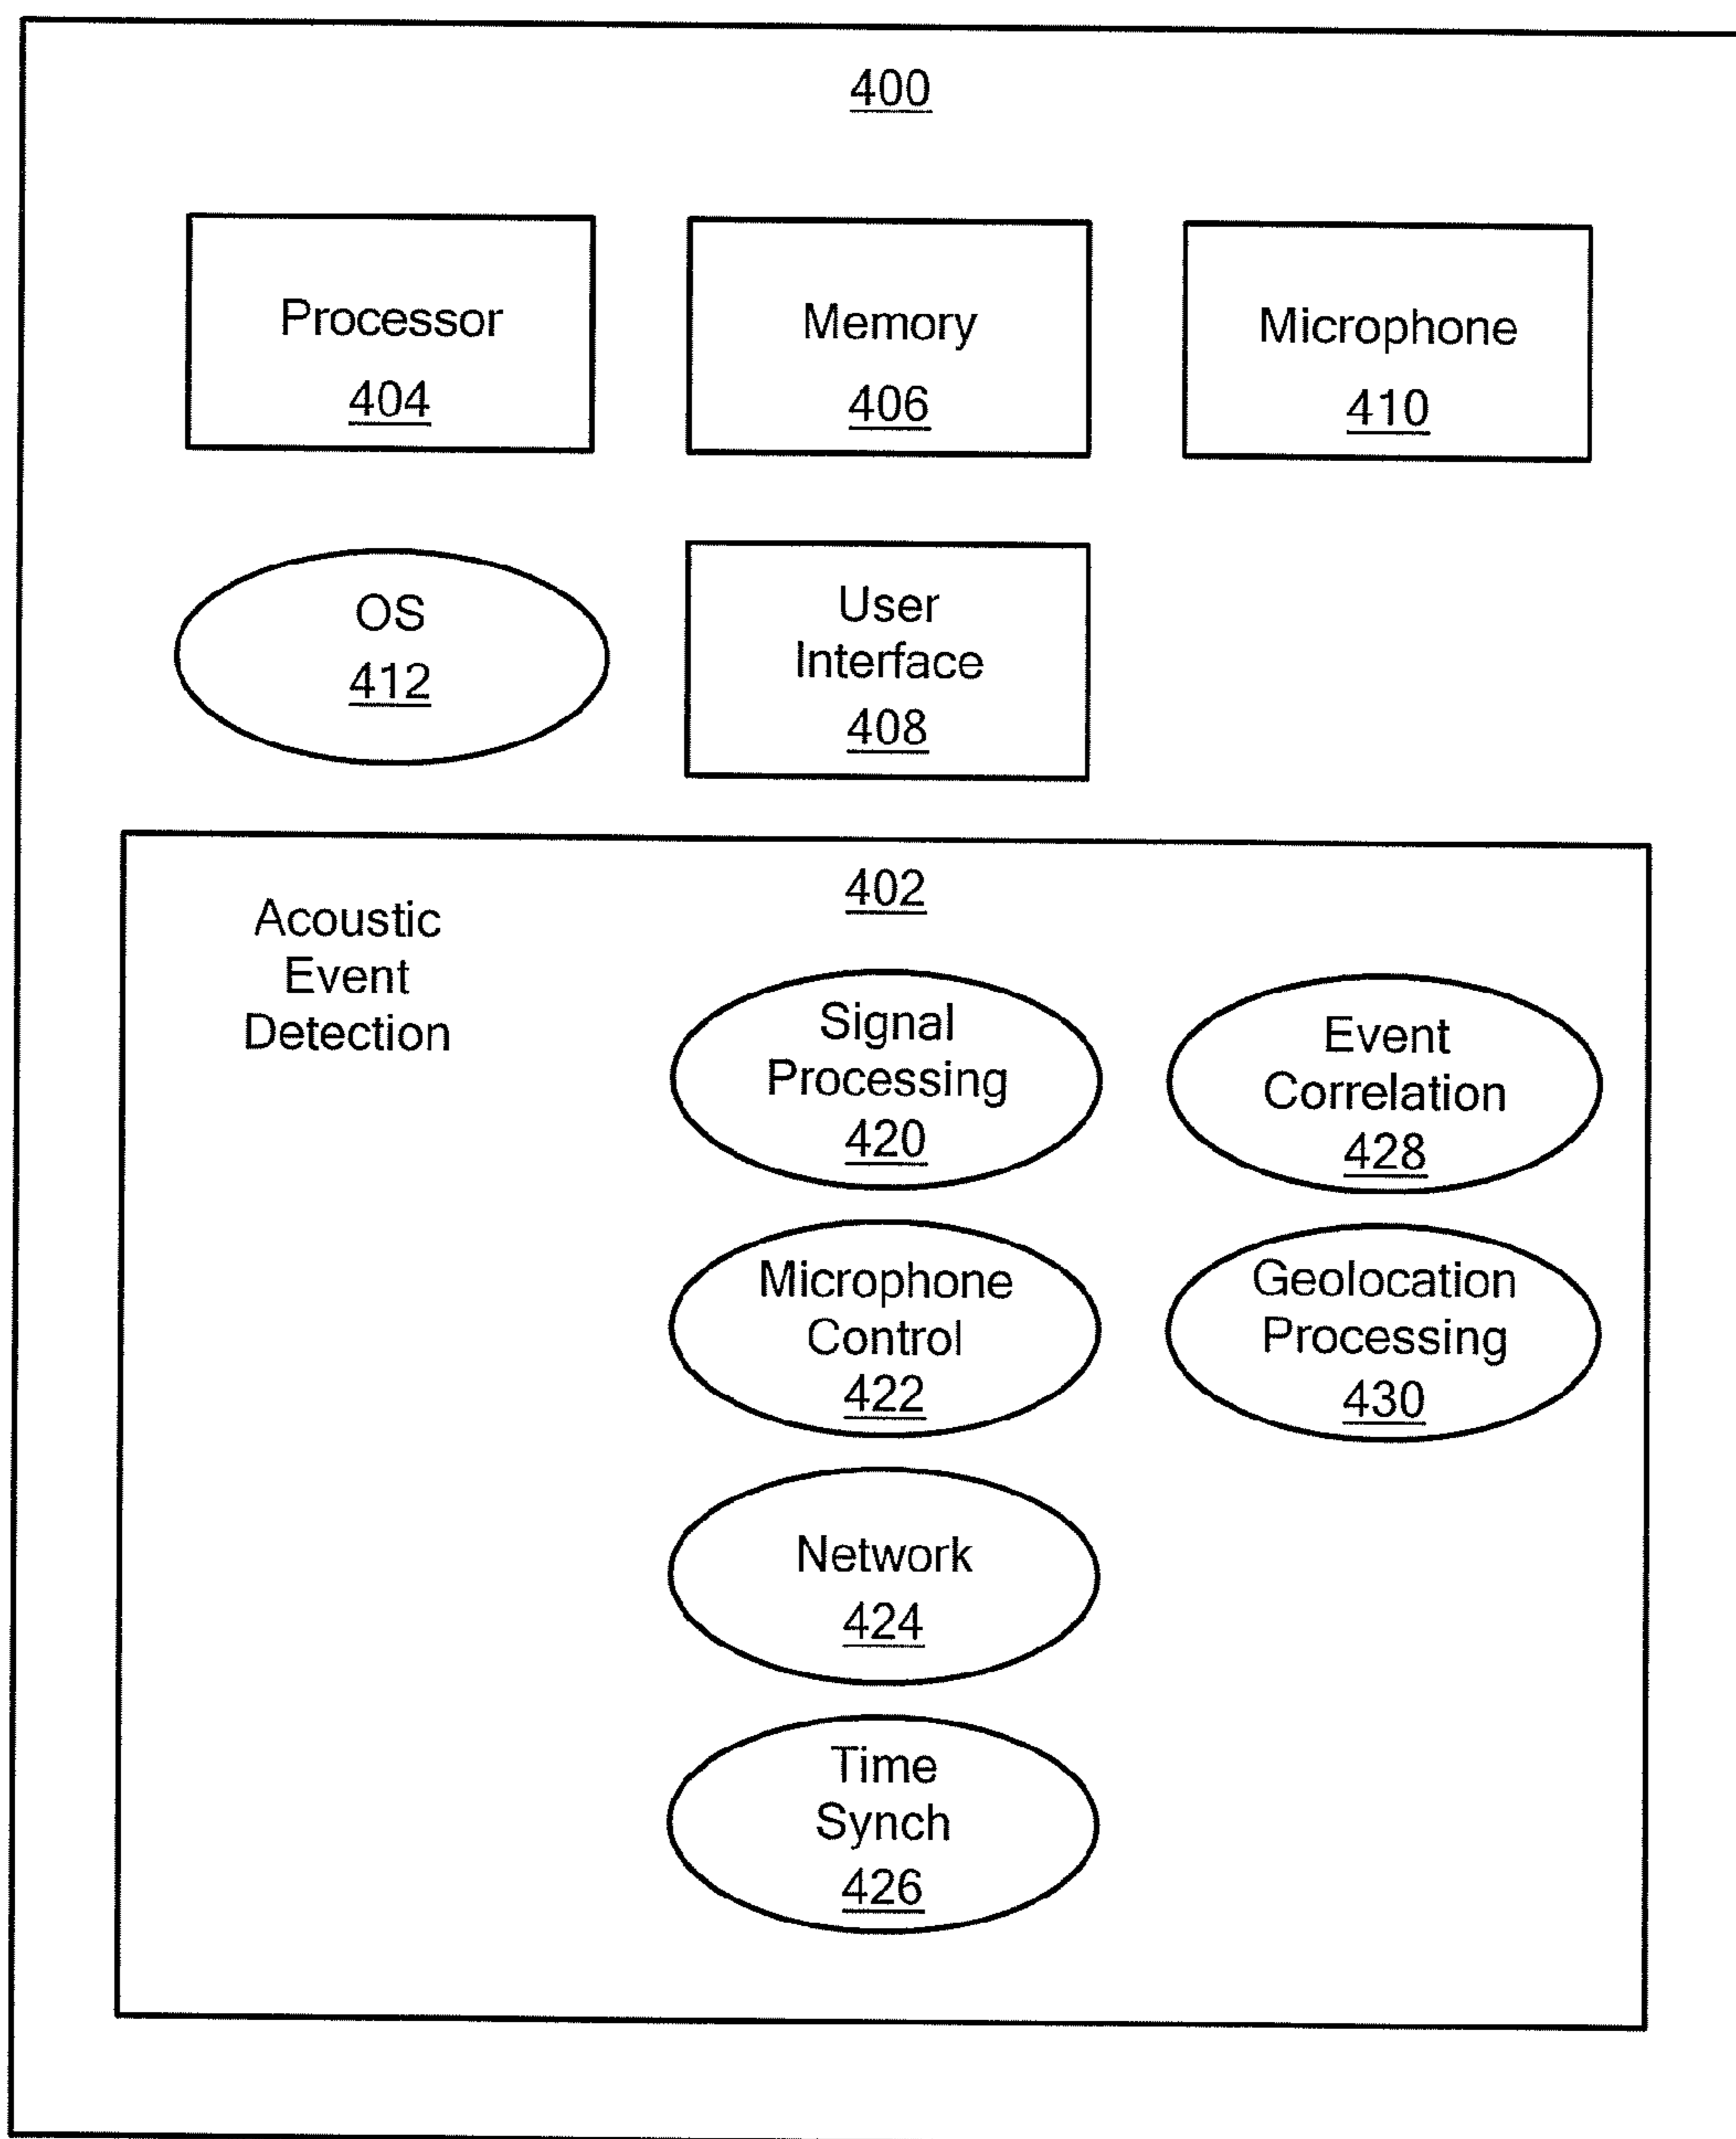 400
Processor
404
Memory
406
Microphone
410
OS
412
User
Interface
408
402
Acoustic
Event
Detection
Signal
Processing
420
Event
Correlation
428
Microphone
Control
422
Geolocation
Processing
430
Network
424
Time
Synch
426